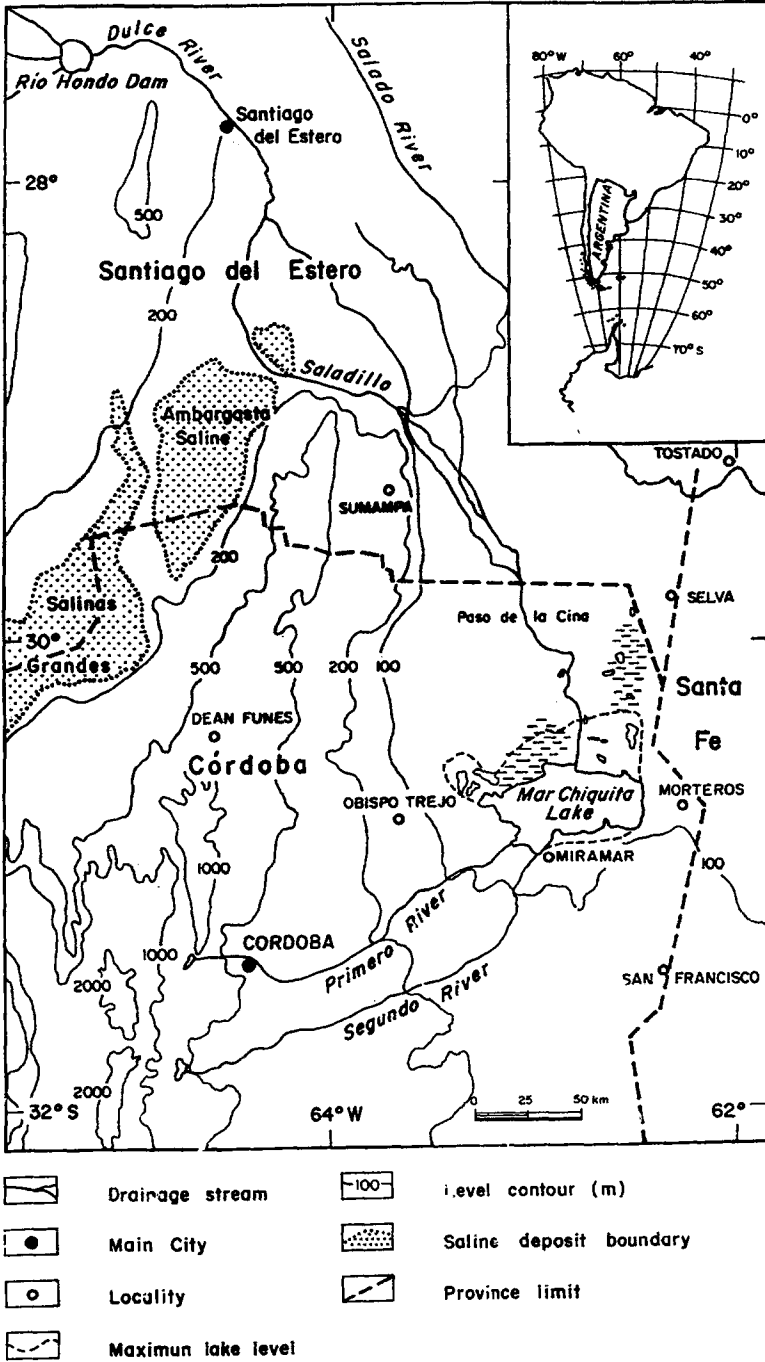 Dulce River
Río Hondo Dam
Salado River
Santiago
del Estero
28°
500
Santiago del Estero
200
Saladillo
Ambargasta
Saline
SUMAMPA
200
Salinas
30°
Grandes
500
500
200
100
Paso de la Cina
TOSTADO
SELVA
Santa
Fe
DEAN FUNES
Córdoba
OBISPO TREJO
Mar Chiquita
Lake
MORTEROS
MIRAMAR
100
1000
1000
CORDOBA
Primero River
Segundo River
2000
2000
SAN FRANCISCO
32° S
64° W
62°
0 25 50 km
80° W 60° 40°
0°
10°
20°
30°
40°
50°
60°
70° S
ARGENTINA
Drainage stream
Main City
Locality
Maximun lake level
100
Level contour (m)
Saline deposit boundary
Province limit